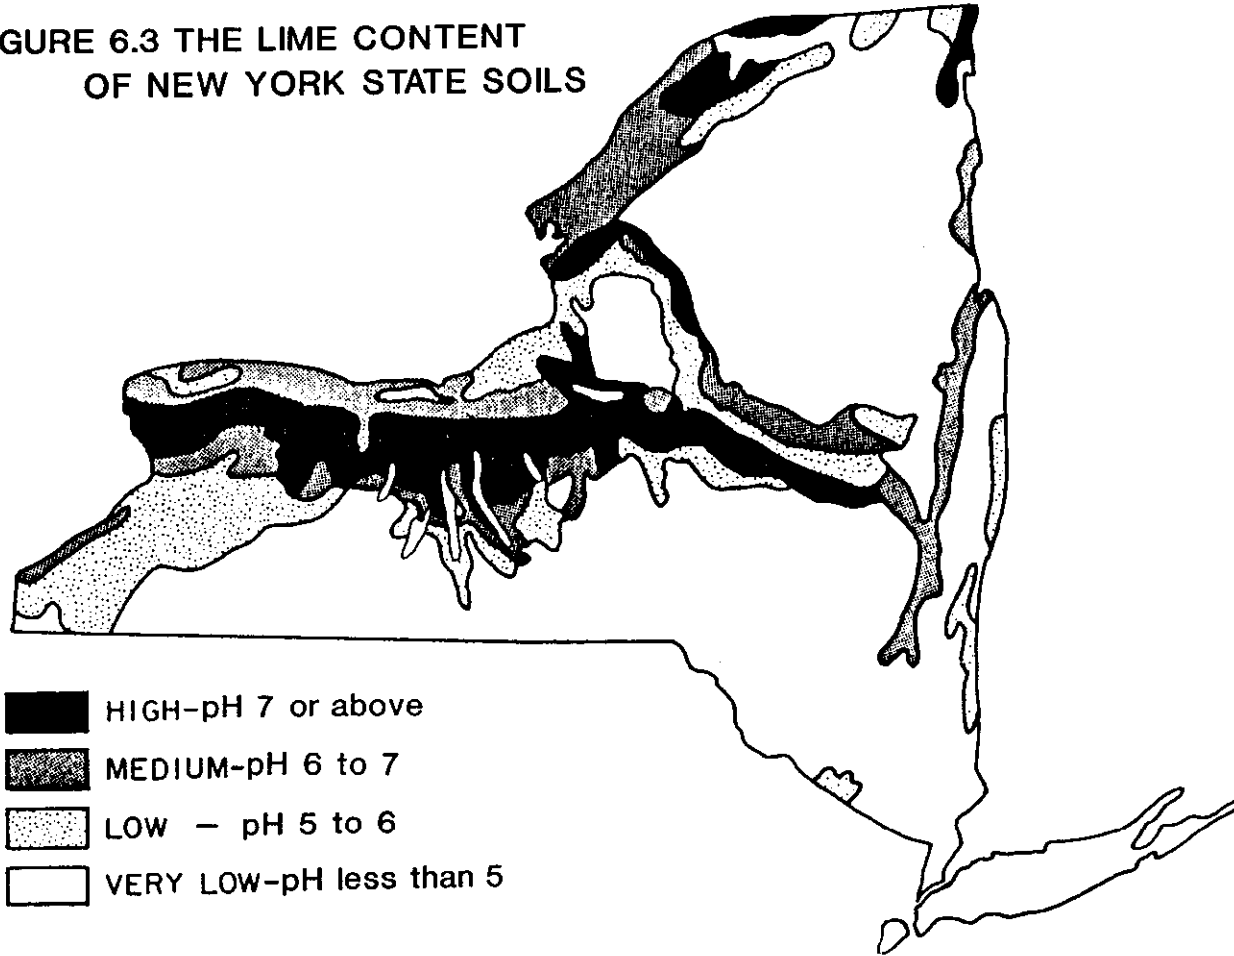 GURE 6.3 THE LIME CONTENT
OF NEW YORK STATE SOILS
HIGH-pH 7 or above
MEDIUM-pH 6 to 7
LOW - pH 5 to 6
VERY LOW-pH less than 5